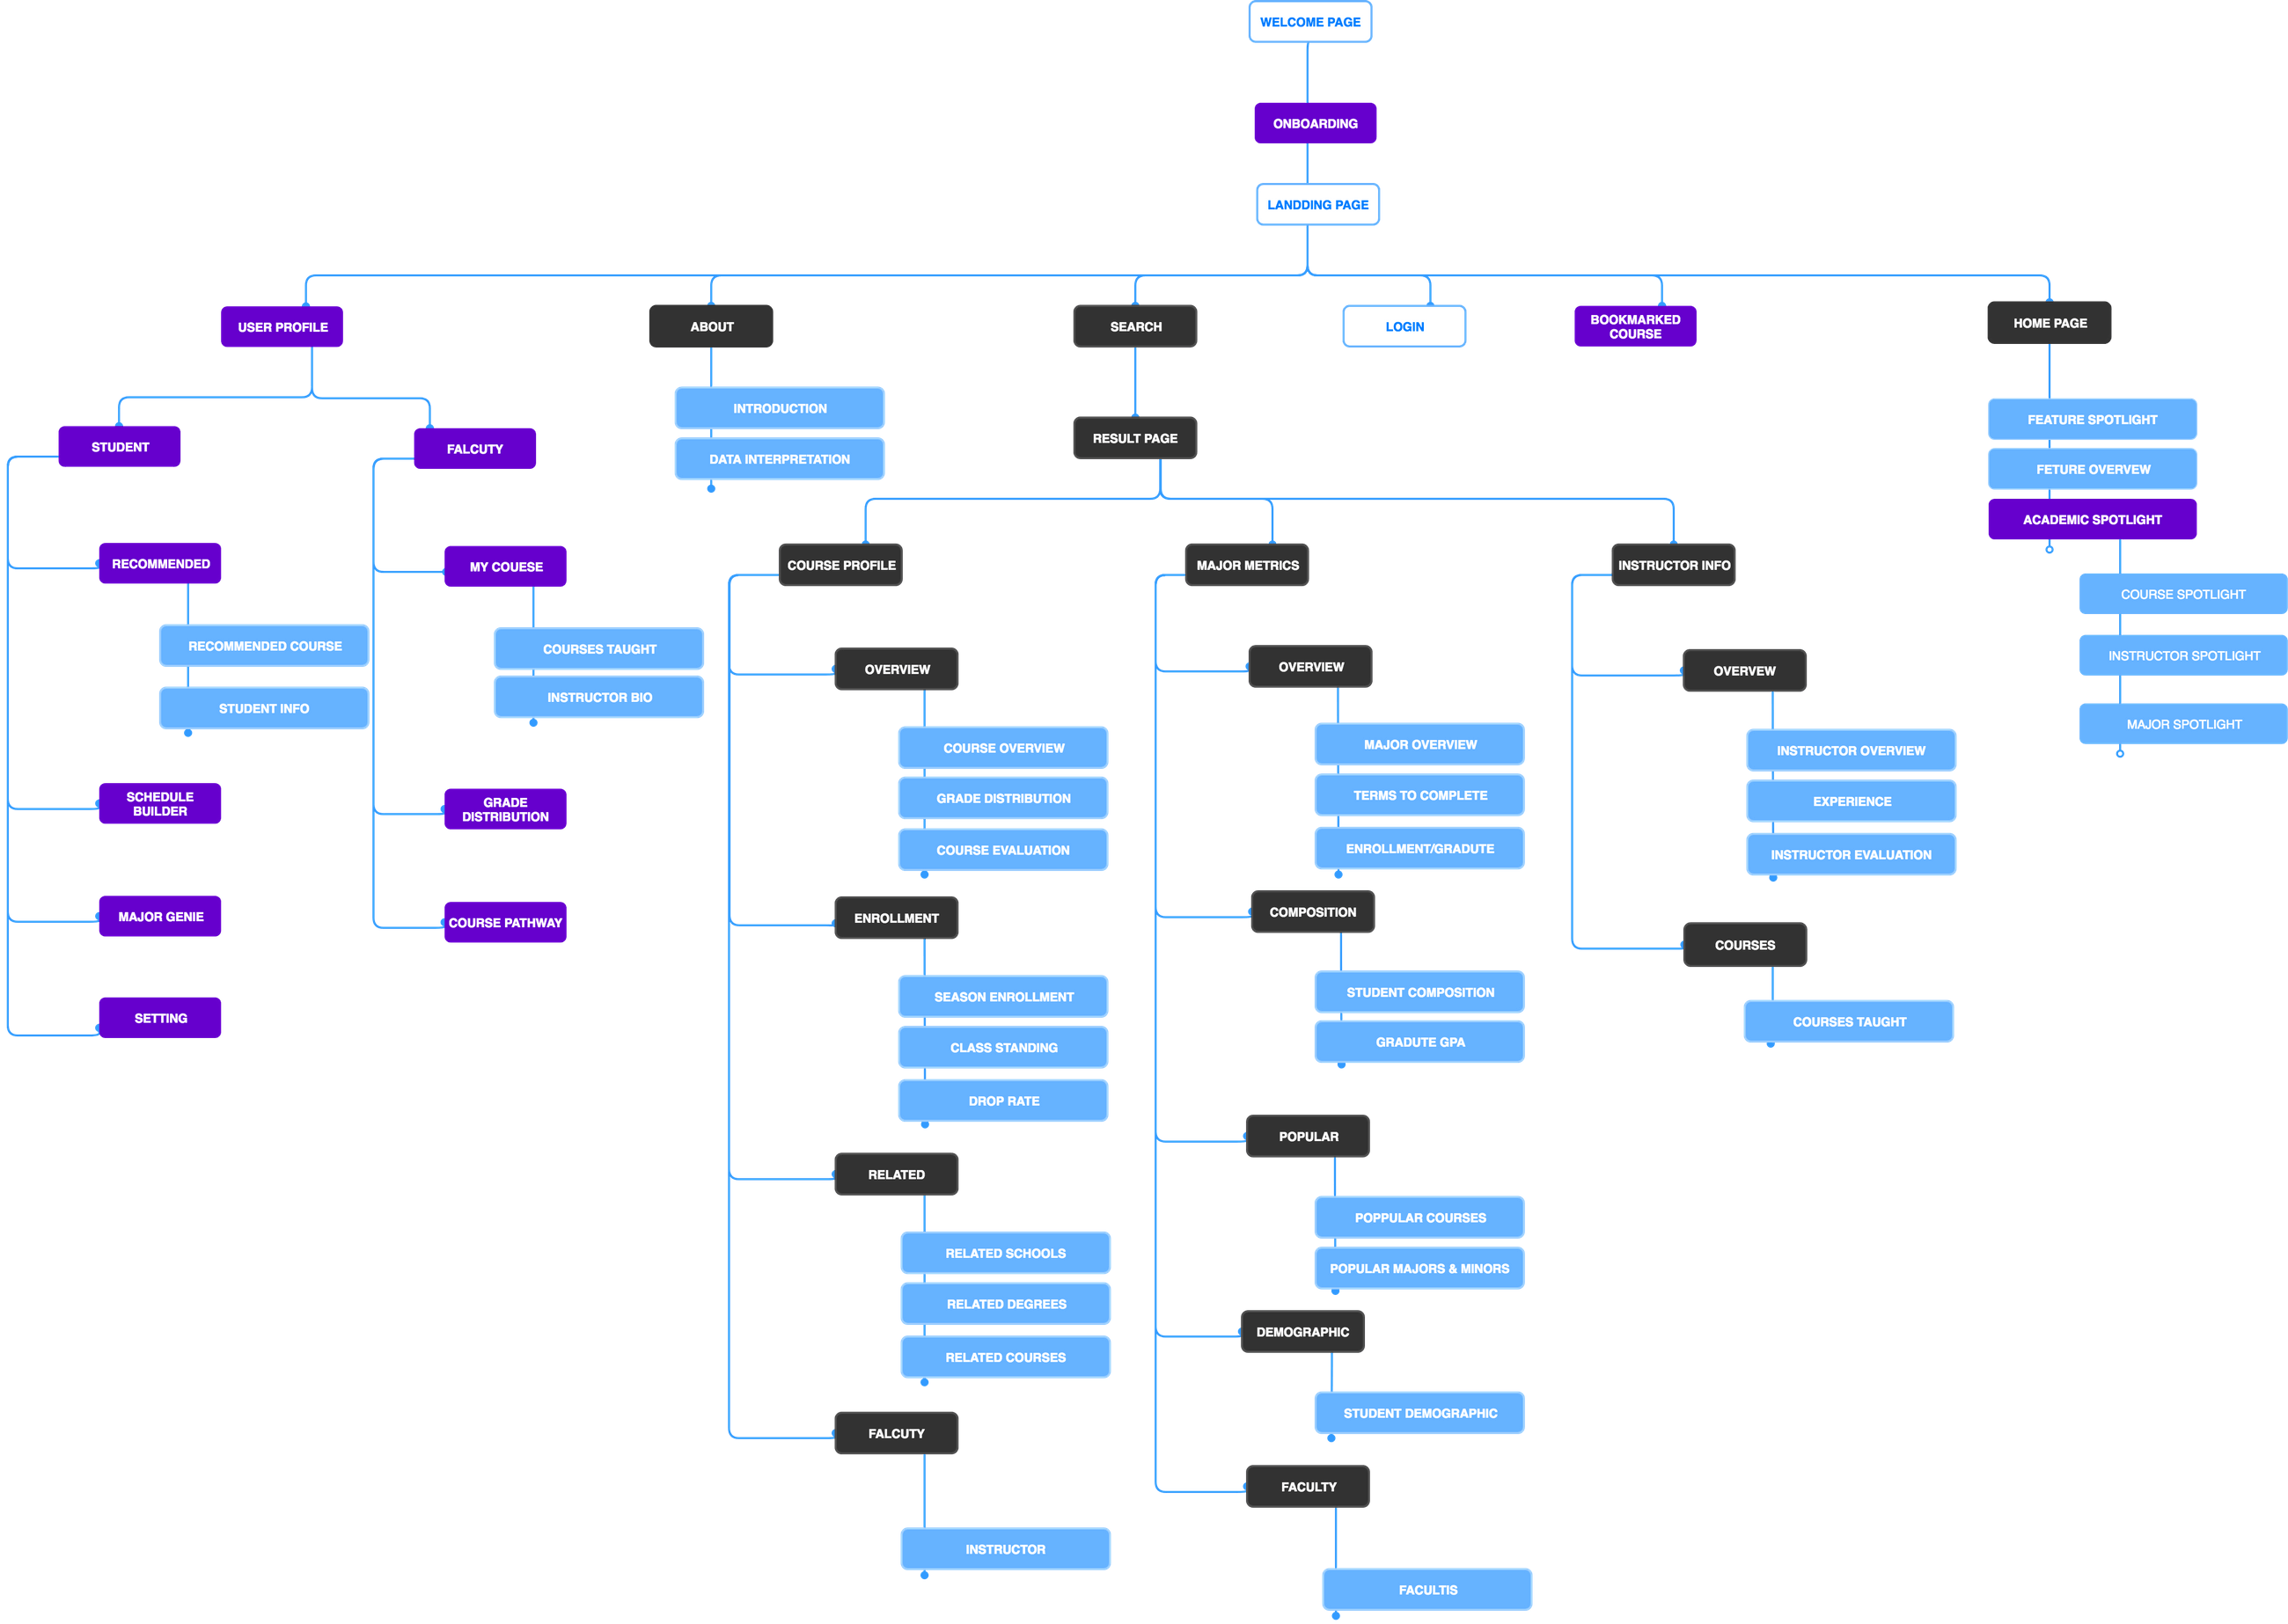 WELCOME PAGE
ONBOARDING
LANDDING PAGE
USER PROFILE
ABOUT
SEARCH
LOGIN
BOOKMARKED
COURSE
HOME PAGE
STUDENT
FALCUTY
RECOMMENDED
RECOMMENDED COURSE
STUDENT INFO
SCHEDULE
BUILDER
MAJOR GENIE
SETTING
MY COUESE
COURSES TAUGHT
INSTRUCTOR BIO
GRADE
DISTRIBUTION
COURSE PATHWAY
INTRODUCTION
DATA INTERPRETATION
RESULT PAGE
COURSE PROFILE
OVERVIEW
COURSE OVERVIEW
GRADE DISTRIBUTION
COURSE EVALUATION
ENROLLMENT
SEASON ENROLLMENT
CLASS STANDING
DROP RATE
RELATED
RELATED SCHOOLS
RELATED DEGREES
RELATED COURSES
FALCUTY
INSTRUCTOR
MAJOR METRICS
OVERVIEW
MAJOR OVERVIEW
TERMS TO COMPLETE
ENROLLMENT/GRADUTE
COMPOSITION
STUDENT COMPOSITION
GRADUTE GPA
POPULAR
POPPULAR COURSES
POPULAR MAJORS & MINORS
DEMOGRAPHIC
STUDENT DEMOGRAPHIC
FACULTY
FACULTIS
INSTRUCTOR INFO
OVERVEW
INSTRUCTOR OVERVIEW
EXPERIENCE
INSTRUCTOR EVALUATION
COURSES
COURSES TAUGHT
FEATURE SPOTLIGHT
FETURE OVERVEW
ACADEMIC SPOTLIGHT
COURSE SPOTLIGHT
INSTRUCTOR SPOTLIGHT
MAJOR SPOTLIGHT